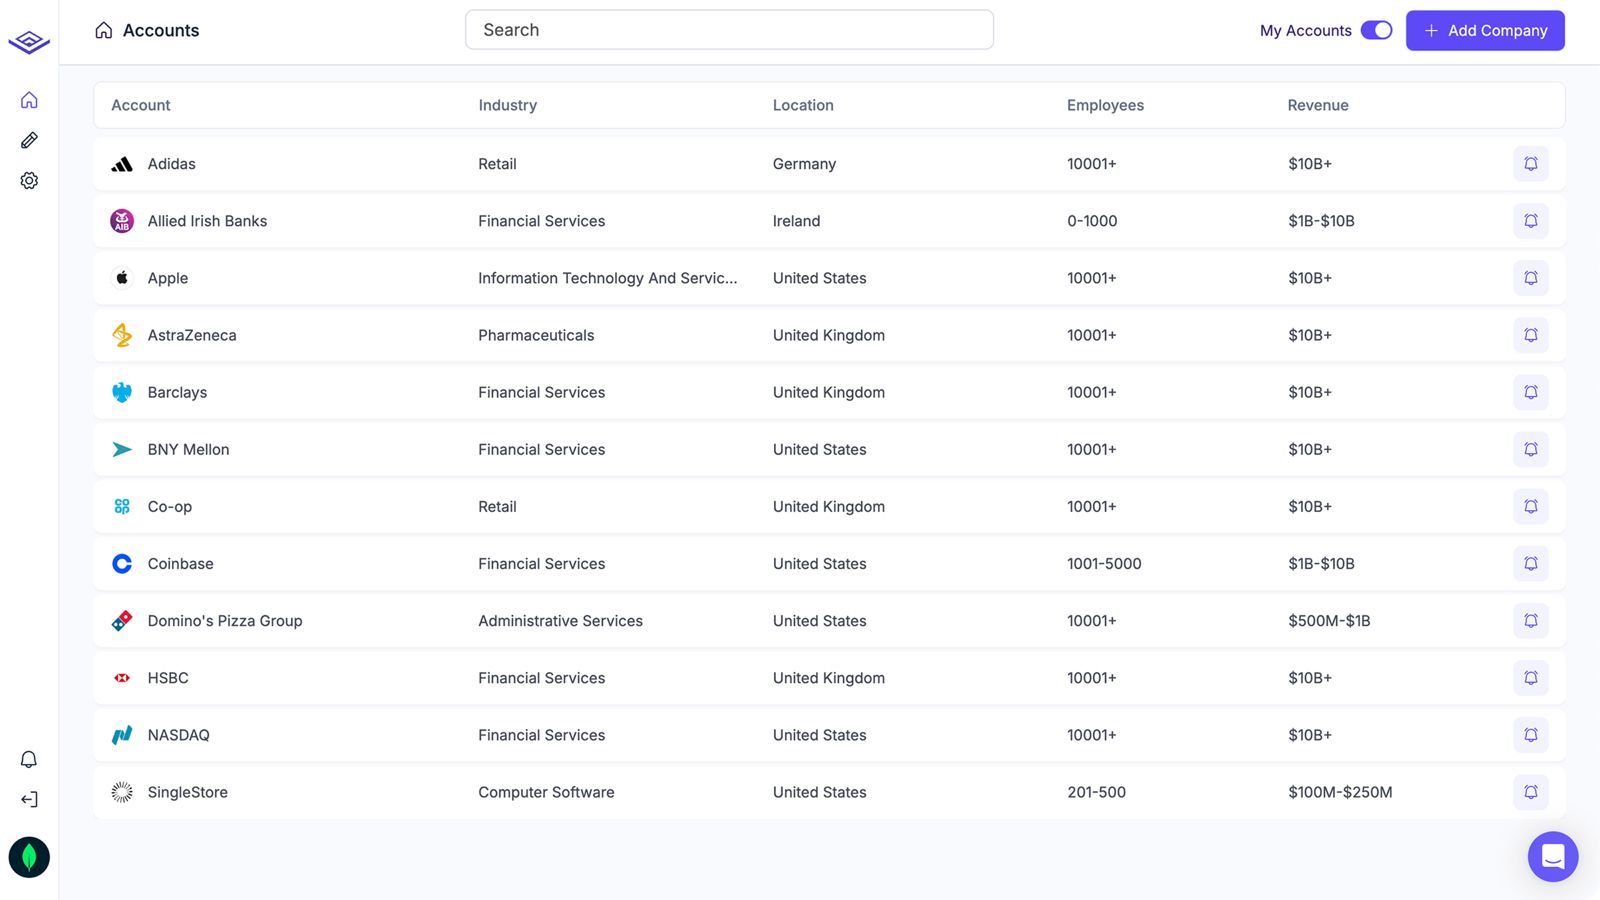 Accounts Search My Accounts + Add Company
Account Industry Location Employees Revenue
Adidas Retail Germany 10001+ $10B+
AIB Allied Irish Banks Financial Services Ireland 0-1000 $1B-$10B
Apple Information Technology And Servic... United States 10001+ $10B+
AstraZeneca Pharmaceuticals United Kingdom 10001+ $10B+
Barclays Financial Services United Kingdom 10001+ $10B+
BNY Mellon Financial Services United States 10001+ $10B+
Co-op Retail United Kingdom 10001+ $10B+
Coinbase Financial Services United States 1001-5000 $1B-$10B
Domino's Pizza Group Administrative Services United States 10001+ $500M-$1B
HSBC Financial Services United Kingdom 10001+ $10B+
NASDAQ Financial Services United States 10001+ $10B+
SingleStore Computer Software United States 201-500 $100M-$250M